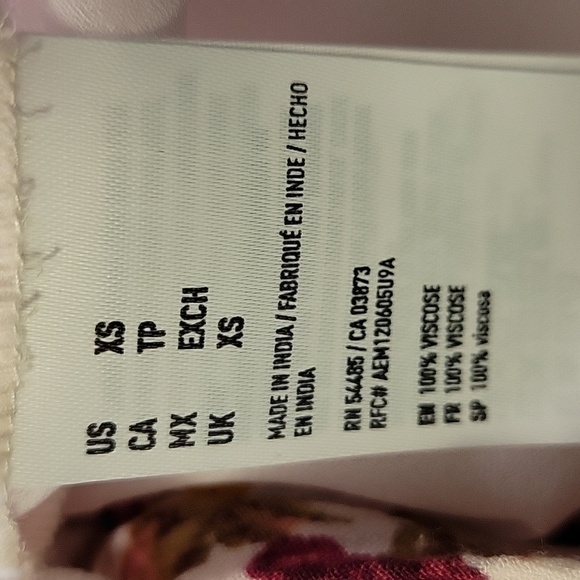 US XS
CA TP
MX EXCH
UK XS
MADE IN INDIA / FABRIQUÉ EN INDE / HECHO
EN INDIA
RN 54485 / CA 03873
RFC# AEM120605U9A
EN 100% VISCOSE
FR 100% VISCOSE
SP 100% viscosa